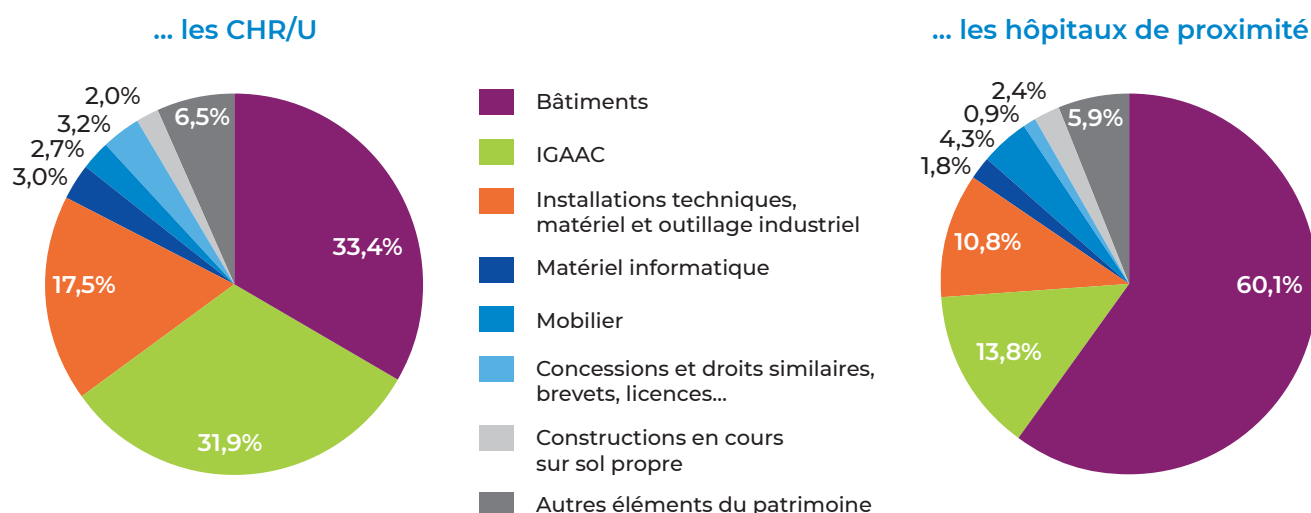 ... les CHR/U
2,0%
6,5%
3,2%
2,7%
3,0%
33,4%
17,5%
31,9%
Bâtiments
IGAAC
Installations techniques,
matériel et outillage industriel
Matériel informatique
Mobilier
Concessions et droits similaires,
brevets, licences...
Constructions en cours
sur sol propre
Autres éléments du patrimoine
... les hôpitaux de proximité
2,4%
0,9%
5,9%
4,3%
1,8%
10,8%
60,1%
13,8%